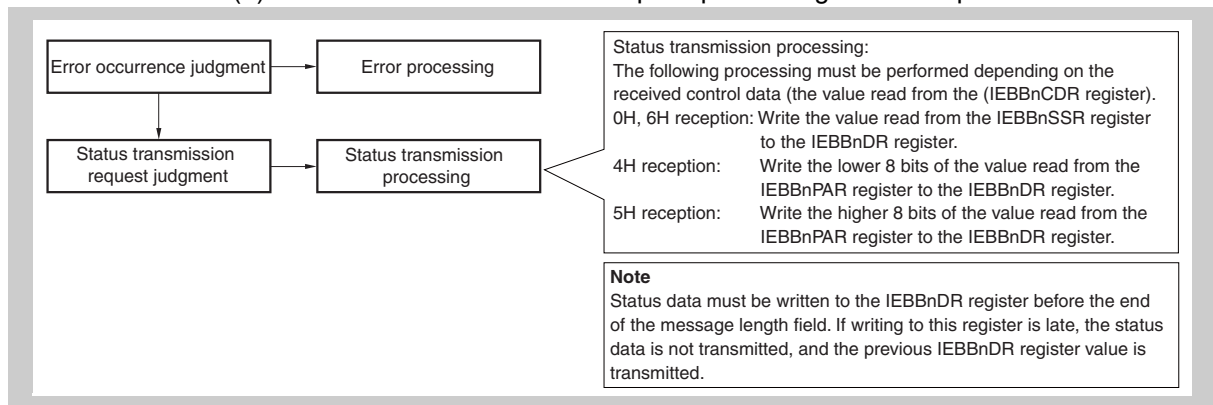 Error occurrence judgment
Error processing
Status transmission
request judgment
Status transmission
processing
Status transmission processing:
The following processing must be performed depending on the
received control data (the value read from the (IEBBnCDR register).
0H, 6H reception: Write the value read from the IEBBnSSR register
to the IEBBnDR register.
4H reception: Write the lower 8 bits of the value read from the
IEBBnPAR register to the IEBBnDR register.
5H reception: Write the higher 8 bits of the value read from the
IEBBnPAR register to the IEBBnDR register.
Note
Status data must be written to the IEBBnDR register before the end
of the message length field. If writing to this register is late, the status
data is not transmitted, and the previous IEBBnDR register value is
transmitted.